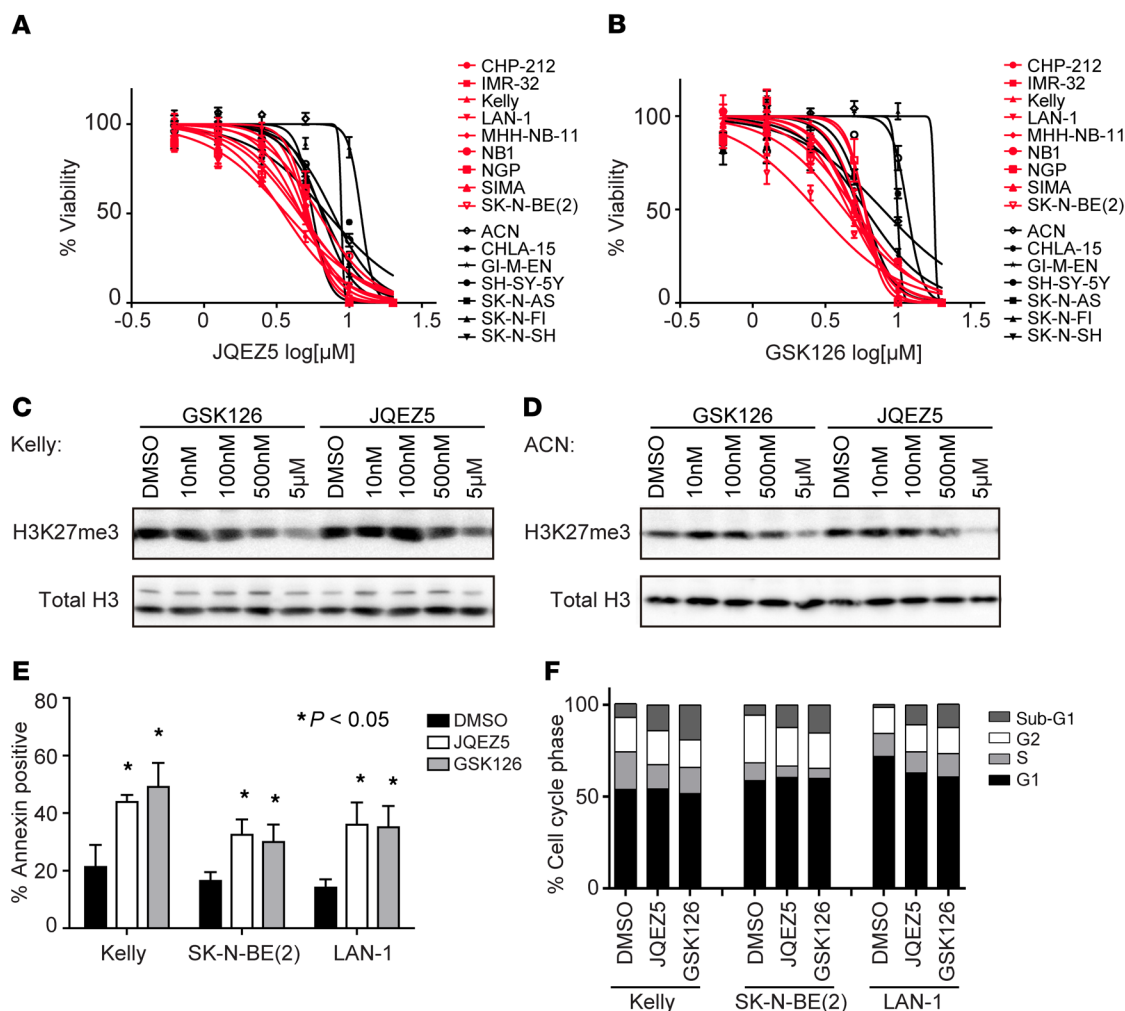 A
% Viability
100
50
0
-0.5
0
0.5
1
1.5
JQEZ5 log[µM]
CHP-212
IMR-32
Kelly
LAN-1
MHH-NB-11
NB1
NGP
SIMA
SK-N-BE(2)
ACN
CHLA-15
GI-M-EN
SH-SY-5Y
SK-N-AS
SK-N-FI
SK-N-SH
B
% Viability
100
50
0
-0.5
0
0.5
1
1.5
GSK126 log[µM]
CHP-212
IMR-32
Kelly
LAN-1
MHH-NB-11
NB1
NGP
SIMA
SK-N-BE(2)
ACN
CHLA-15
GI-M-EN
SH-SY-5Y
SK-N-AS
SK-N-FI
SK-N-SH
C
GSK126 JQEZ5
Kelly:
DMSO 10nM 100nM 500nM 5µM DMSO 10nM 100nM 500nM 5µM
H3K27me3
Total H3
D
GSK126 JQEZ5
ACN:
DMSO 10nM 100nM 500nM 5µM DMSO 10nM 100nM 500nM 5µM
H3K27me3
Total H3
E
% Annexin positive
80
60
40
20
0
* P < 0.05
DMSO
JQEZ5
GSK126
* * * * * *
Kelly SK-N-BE(2) LAN-1
F
% Cell cycle phase
100
50
0
Sub-G1
G2
S
G1
DMSO JQEZ5 GSK126 DMSO JQEZ5 GSK126 DMSO JQEZ5 GSK126
Kelly SK-N-BE(2) LAN-1